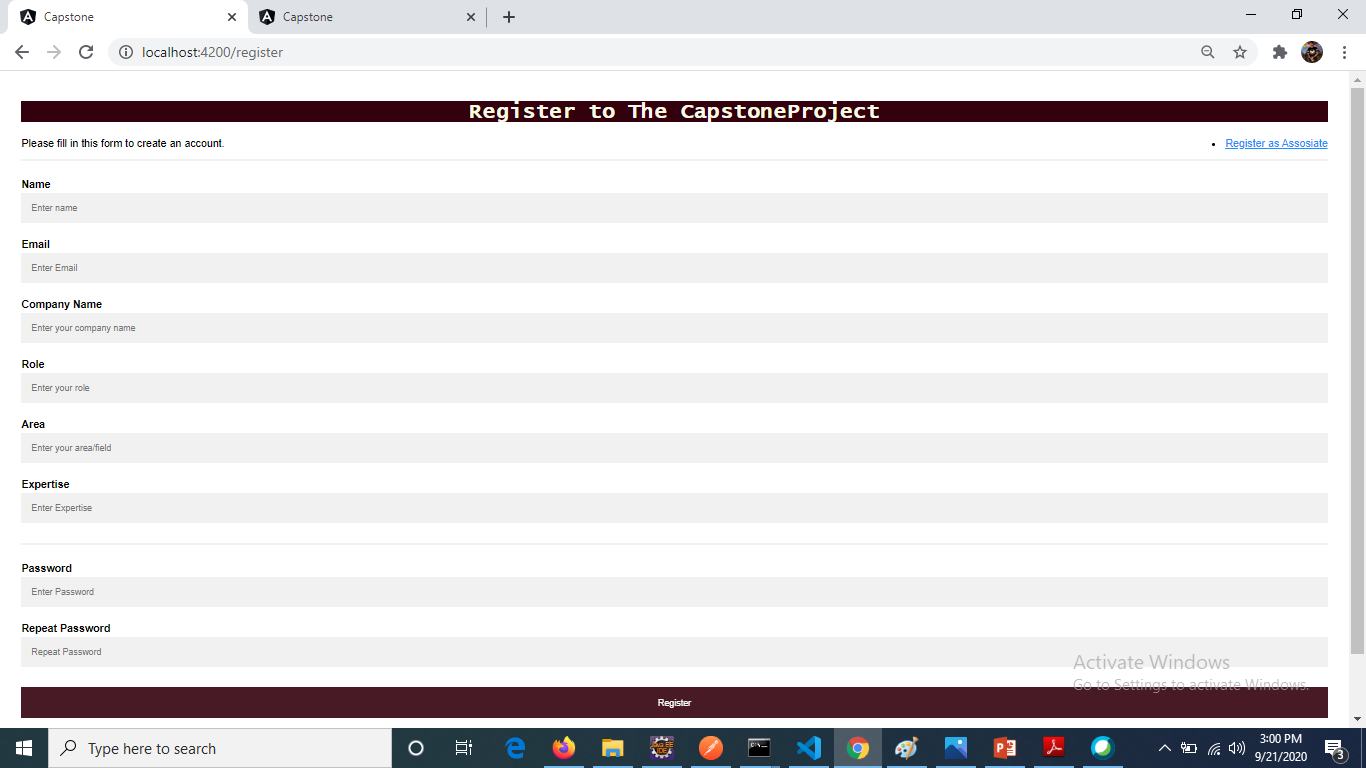 Capstone
Capstone
localhost:4200/register
Register to The CapstoneProject
Please fill in this form to create an account.
Register as Assosiate
Name
Enter name
Email
Enter Email
Company Name
Enter your company name
Role
Enter your role
Area
Enter your area/field
Expertise
Enter Expertise
Password
Enter Password
Repeat Password
Repeat Password
Activate Windows
Go to Settings to activate Windows.
Register
Type here to search
3:00 PM
9/21/2020
3